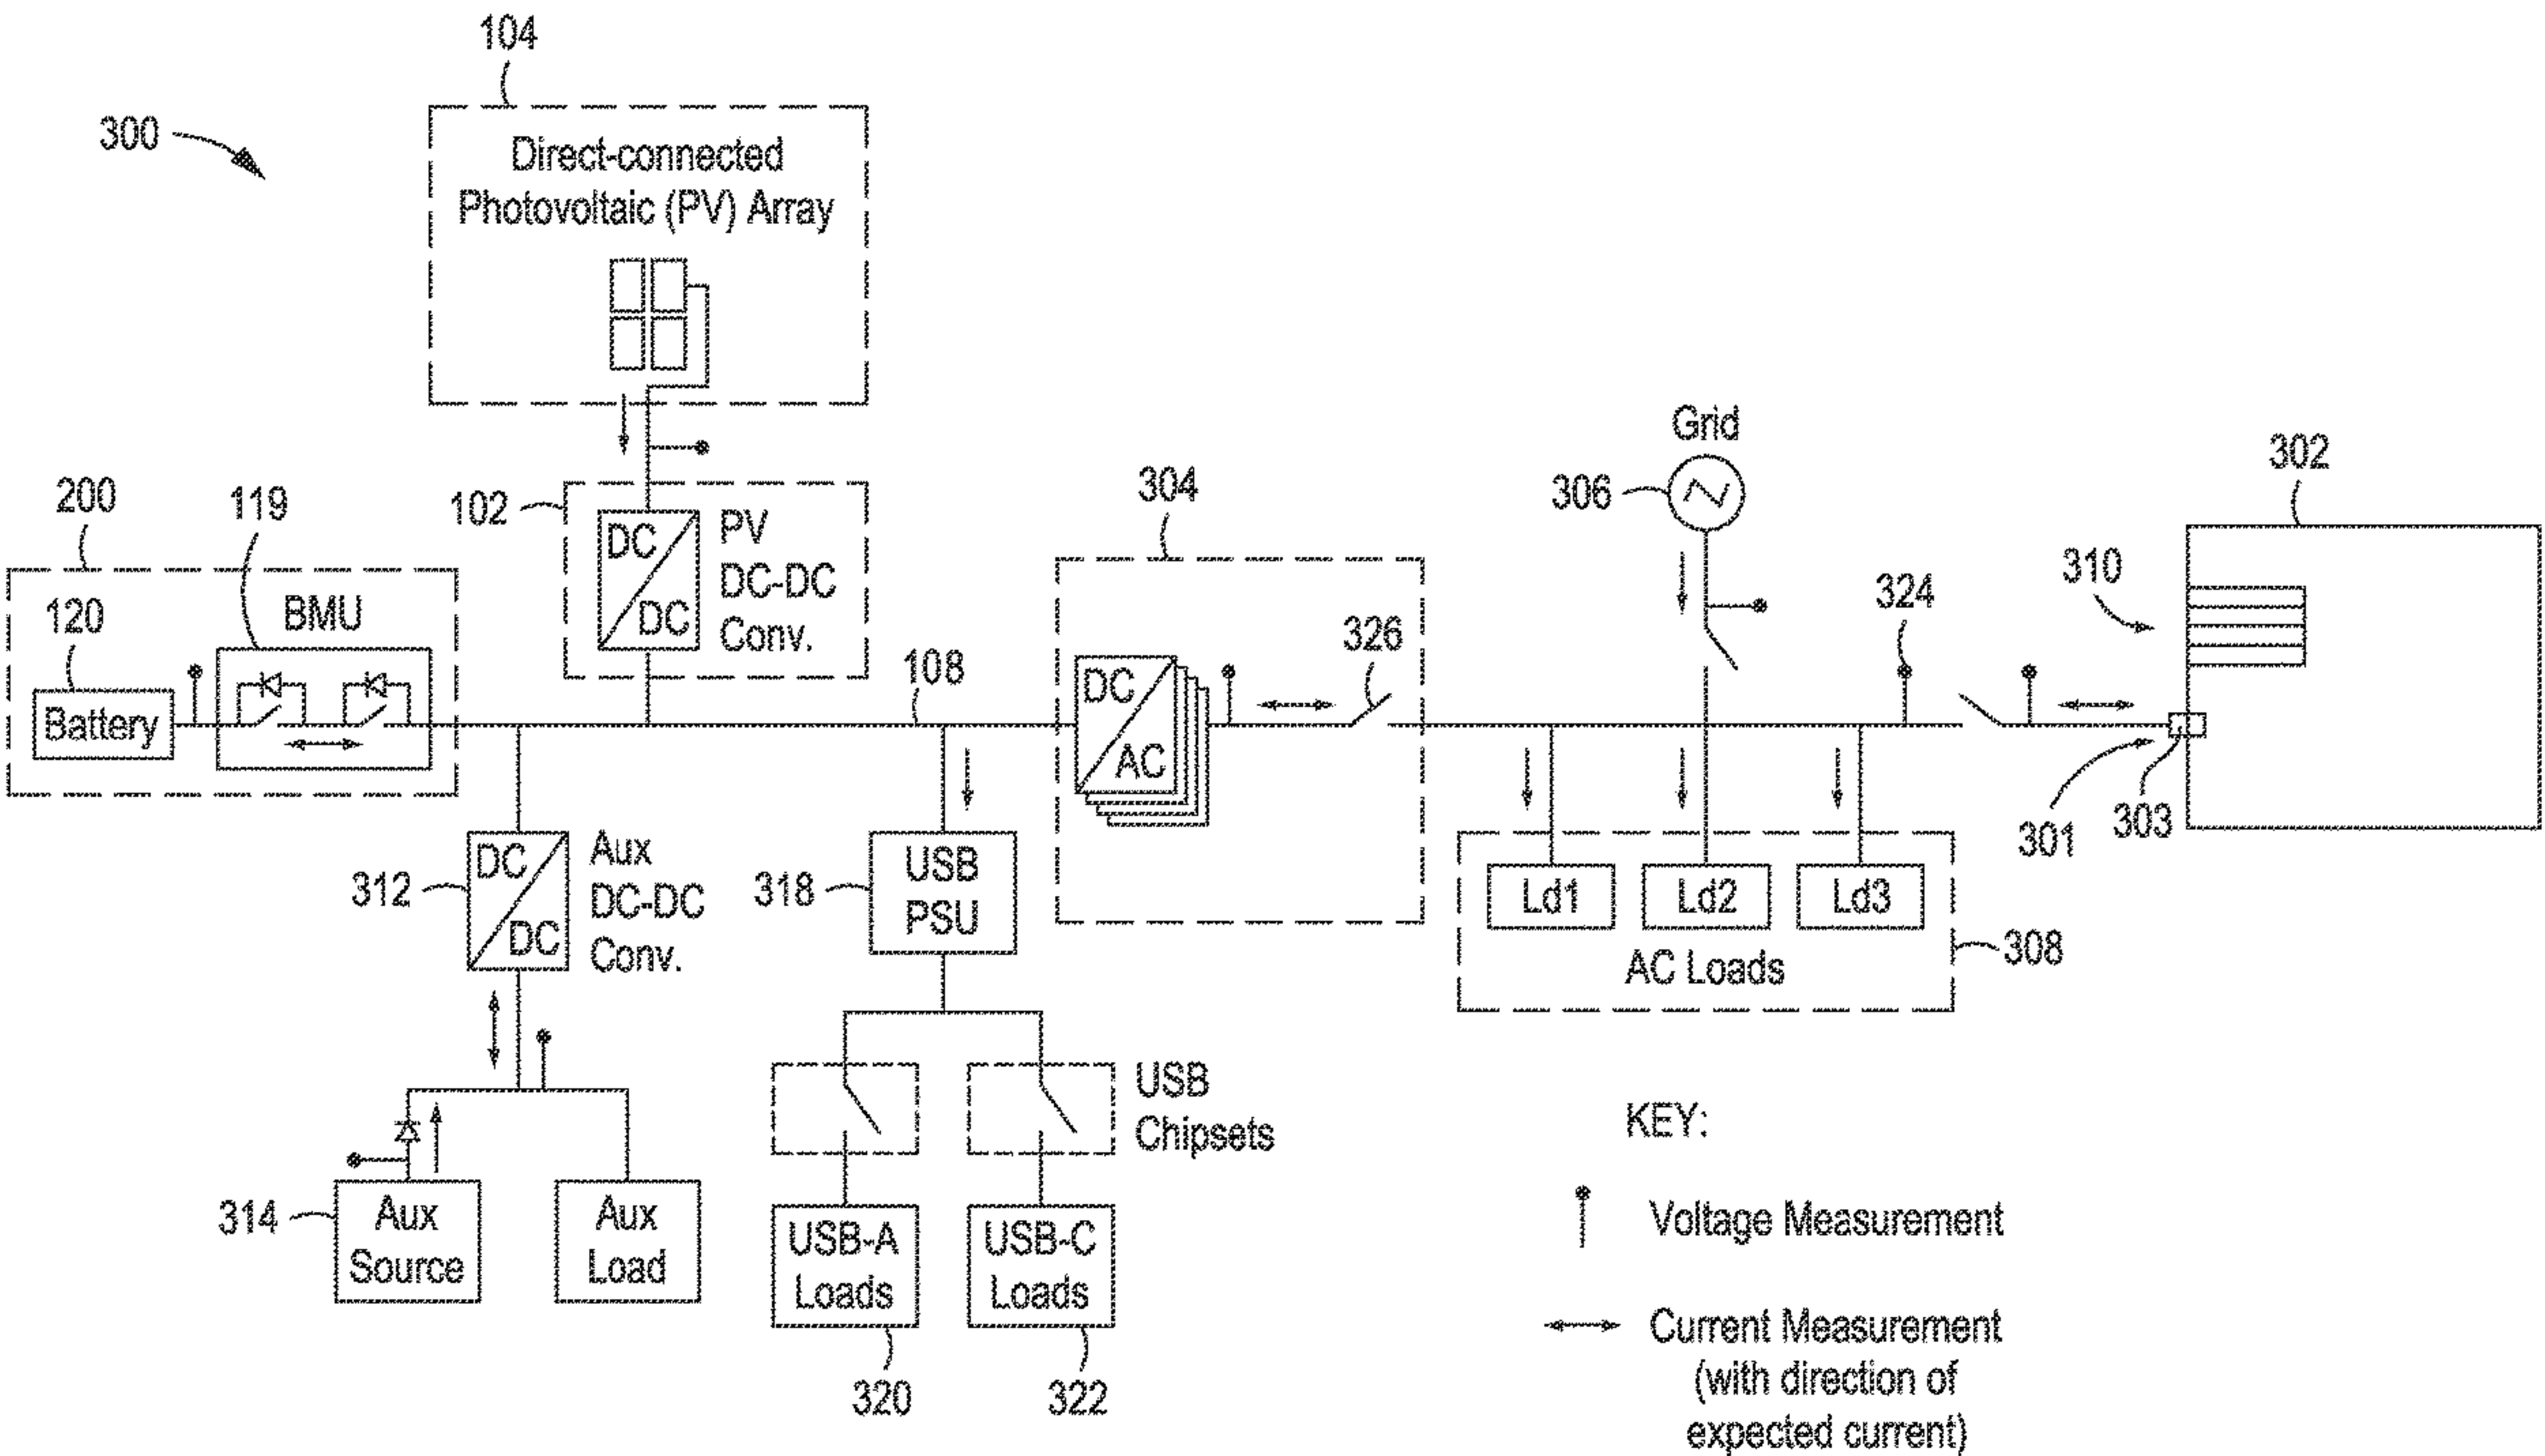 104
300
Direct-connected
Photovoltaic (PV) Array
Grid
306
302
200
119
102
DC
DC
PV
DC-DC
Conv.
304
310
324
120
BMU
Battery
108
DC
AC
326
301
303
312
DC
DC
Aux
DC-DC
Conv.
318
USB
PSU
Ld1
Ld2
Ld3
AC Loads
308
USB
Chipsets
314
Aux
Source
Aux
Load
USB-A
Loads
USB-C
Loads
320
322
KEY:
Voltage Measurement
Current Measurement
(with direction of
expected current)